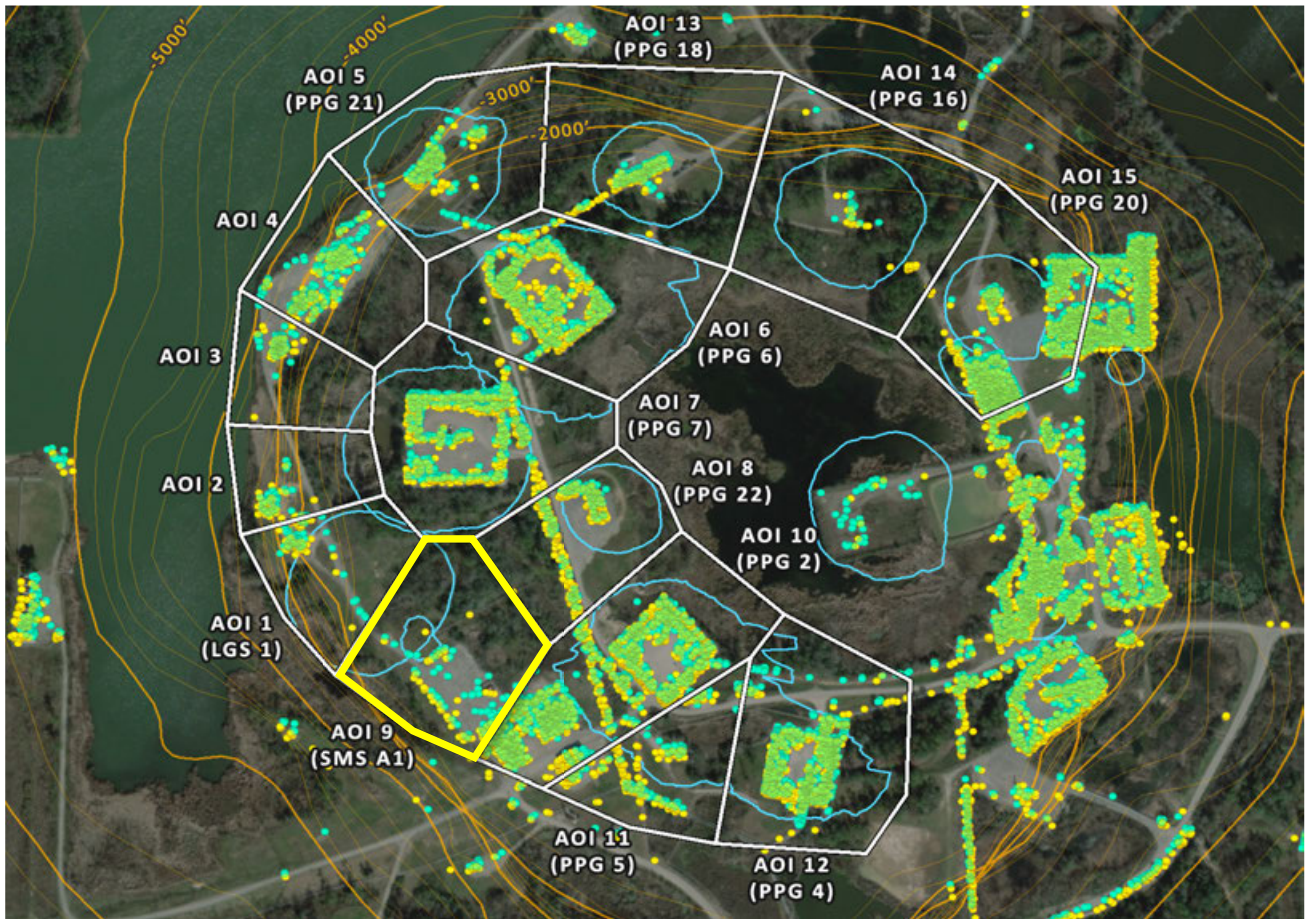 -5000'
-4000'
AOI 13
(PPG 18)
AOI 5
(PPG 21)
AOI 14
(PPG 16)
-3000'
-2000'
AOI 15
(PPG 20)
AOI 4
AOI 3
AOI 6
(PPG 6)
AOI 7
(PPG 7)
AOI 2
AOI 8
(PPG 22)
AOI 10
(PPG 2)
AOI 1
(LGS 1)
AOI 9
(SMS A1)
AOI 11
(PPG 5)
AOI 12
(PPG 4)